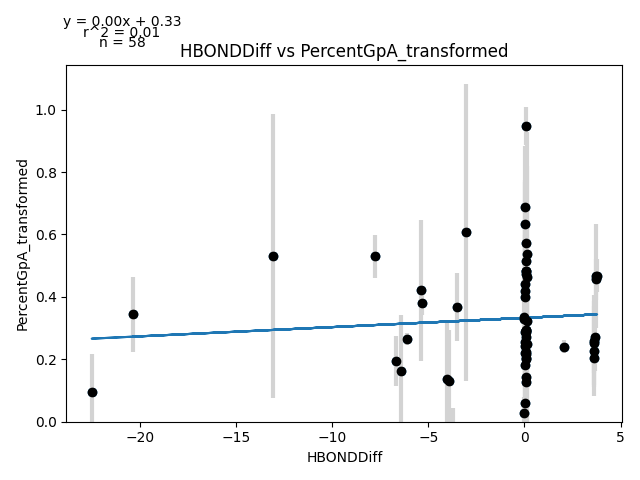 y = 0.00x + 0.33
r^2 = 0.01
n = 58
HBONDDiff vs PercentGpA_transformed
PercentGpA_transformed
1.0
0.8
0.6
0.4
0.2
0.0
−20 −15 −10 −5 0 5
HBONDDiff